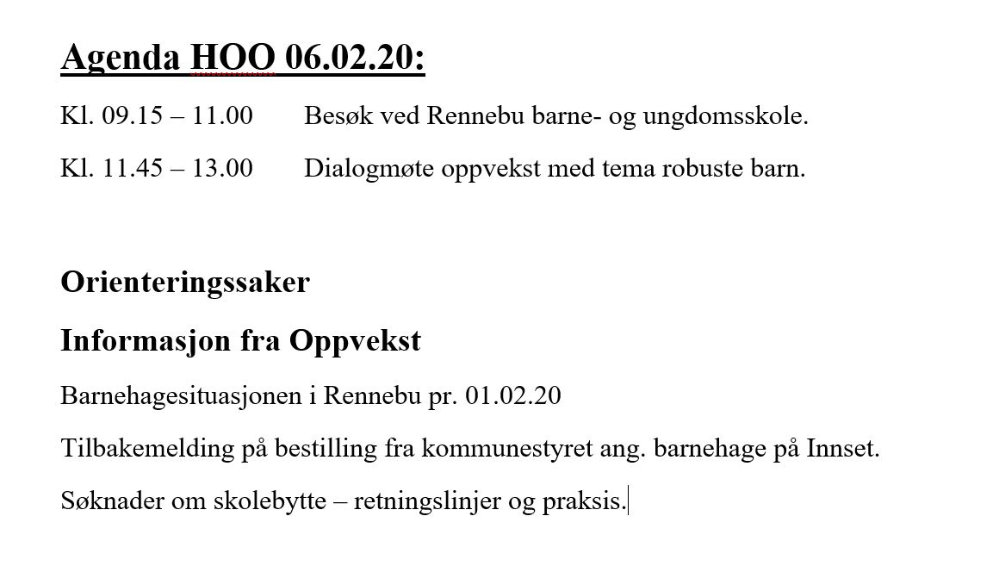 Agenda HOO 06.02.20:
Kl. 09.15 – 11.00 Besøk ved Rennebu barne- og ungdomsskole.
Kl. 11.45 – 13.00 Dialogmøte oppvekst med tema robuste barn.
Orienteringssaker
Informasjon fra Oppvekst
Barnehagesituasjonen i Rennebu pr. 01.02.20
Tilbakemelding på bestilling fra kommunestyret ang. barnehage på Innset.
Søknader om skolebytte – retningslinjer og praksis.